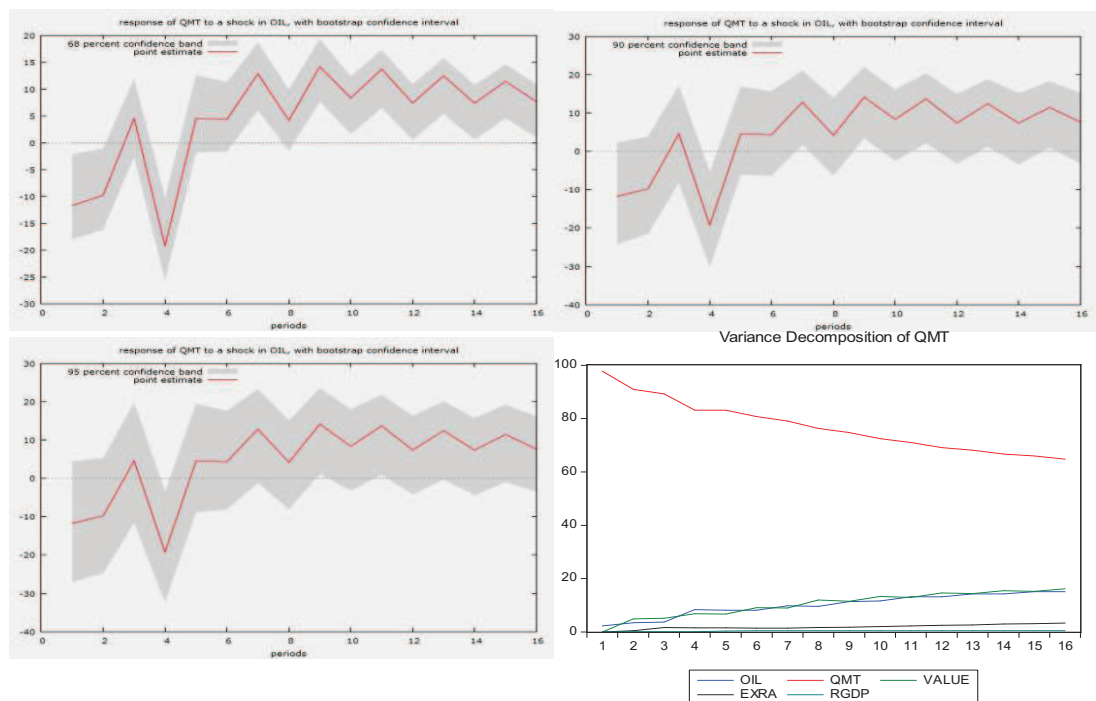 response of QMT to a shock in OIL, with bootstrap confidence interval
68 percent confidence band
point estimate
20
15
10
5
0
-5
-10
-15
-20
-25
-30
0 2 4 6 8 10 12 14 16
periods
response of QMT to a shock in OIL, with bootstrap confidence interval
90 percent confidence band
point estimate
30
20
10
0
-10
-20
-30
-40
0 2 4 6 8 10 12 14 16
periods
response of QMT to a shock in OIL, with bootstrap confidence interval
95 percent confidence band
point estimate
30
20
10
0
-10
-20
-30
-40
0 2 4 6 8 10 12 14 16
periods
Variance Decomposition of QMT
100
80
60
40
20
0
1 2 3 4 5 6 7 8 9 10 11 12 13 14 15 16
OIL QMT VALUE
EXRA RGDP